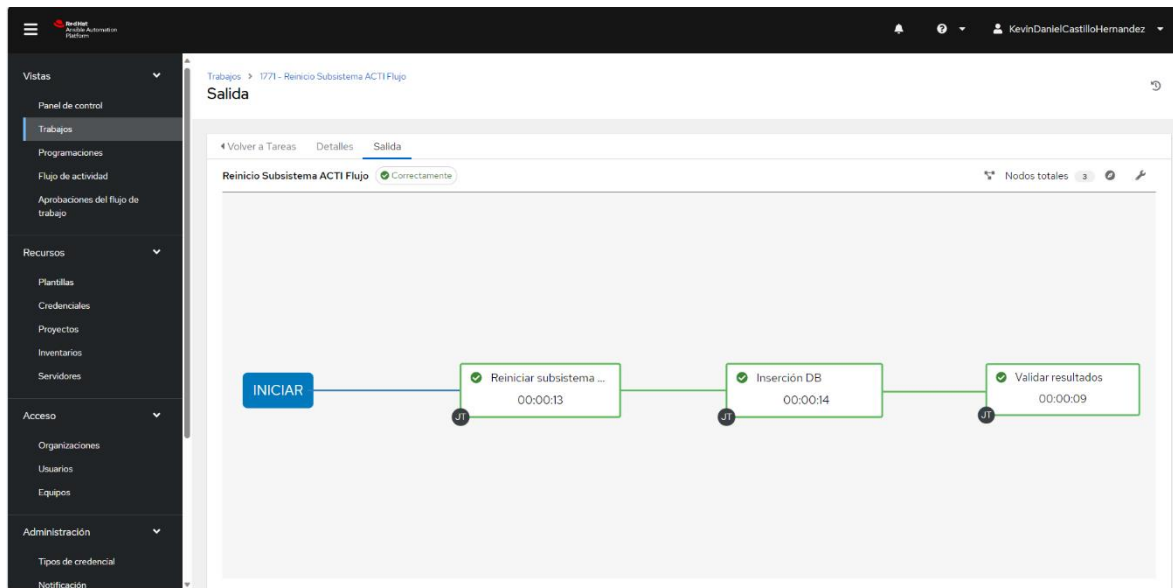 Red Hat
Ansible Automation
Platform
KevinDanielCastilloHernandez
Vistas
Panel de control
Trabajos
Programaciones
Flujo de actividad
Aprobaciones del flujo de
trabajo
Recursos
Plantillas
Credenciales
Proyectos
Inventarios
Servidores
Acceso
Organizaciones
Usuarios
Equipos
Administración
Tipos de credencial
Notificación
Trabajos > 1771 - Reinicio Subsistema ACTI Flujo
Salida
Volver a Tareas Detalles Salida
Reinicio Subsistema ACTI Flujo Correctamente Nodos totales 3
INICIAR
Reiniciar subsistema ...
00:00:13
JT
Inserción DB
00:00:14
JT
Validar resultados
00:00:09
JT